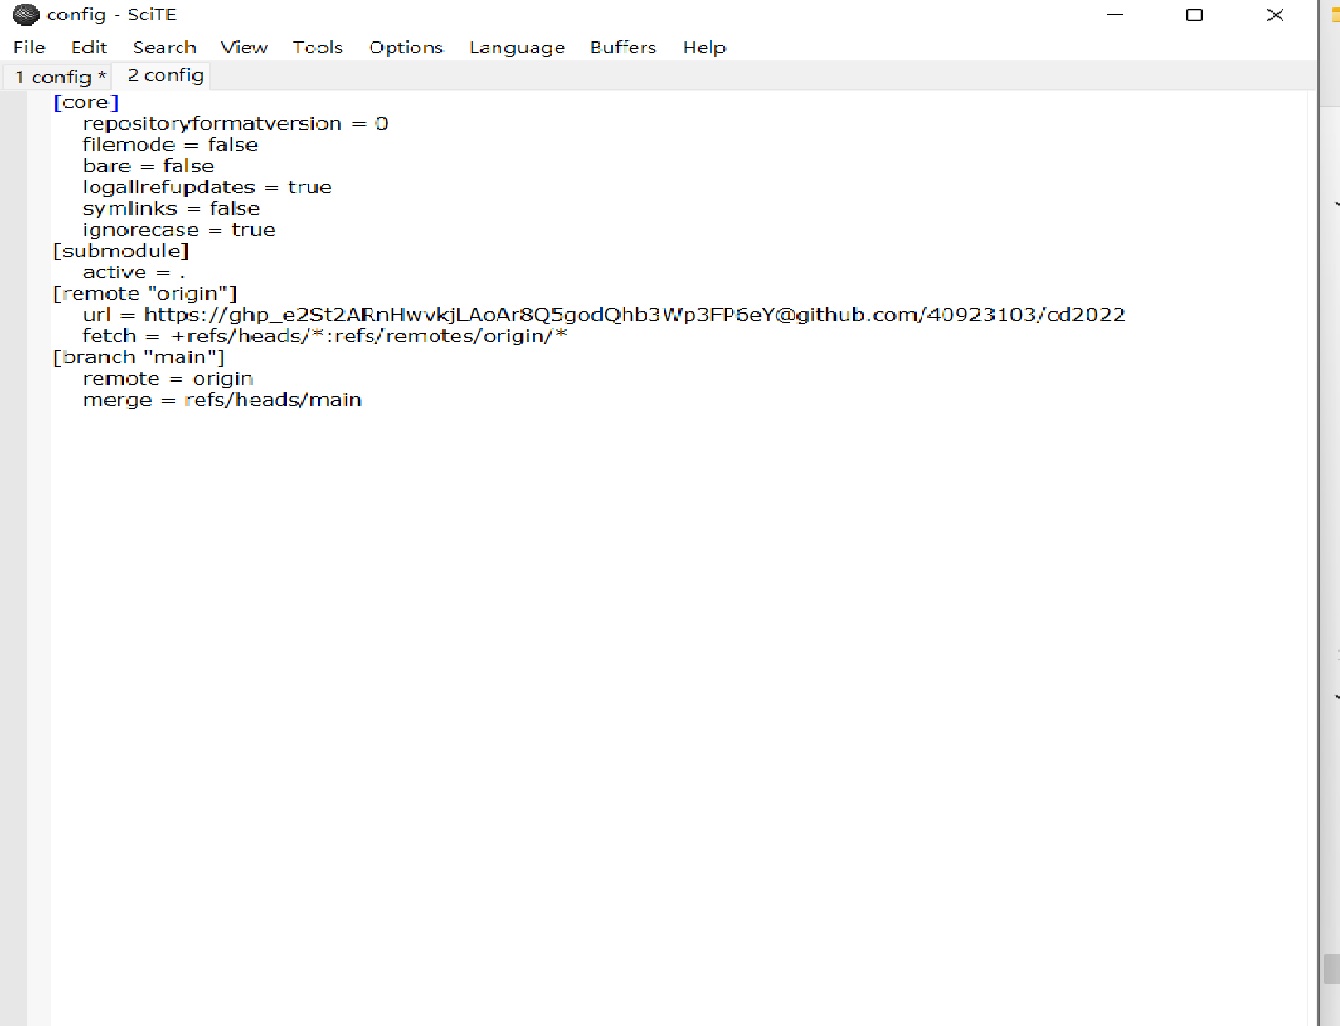 config - SciTE
File Edit Search View Tools Options Language Buffers Help
1 config * 2 config
[core]
repositoryformatversion = 0
filemode = false
bare = false
logallrefupdates = true
symlinks = false
ignorecase = true
[submodule]
active = .
[remote "origin"]
url = https://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@github.com/40923103/cd2022
fetch = +refs/heads/*:refs/remotes/origin/*
[branch "main"]
remote = origin
merge = refs/heads/main